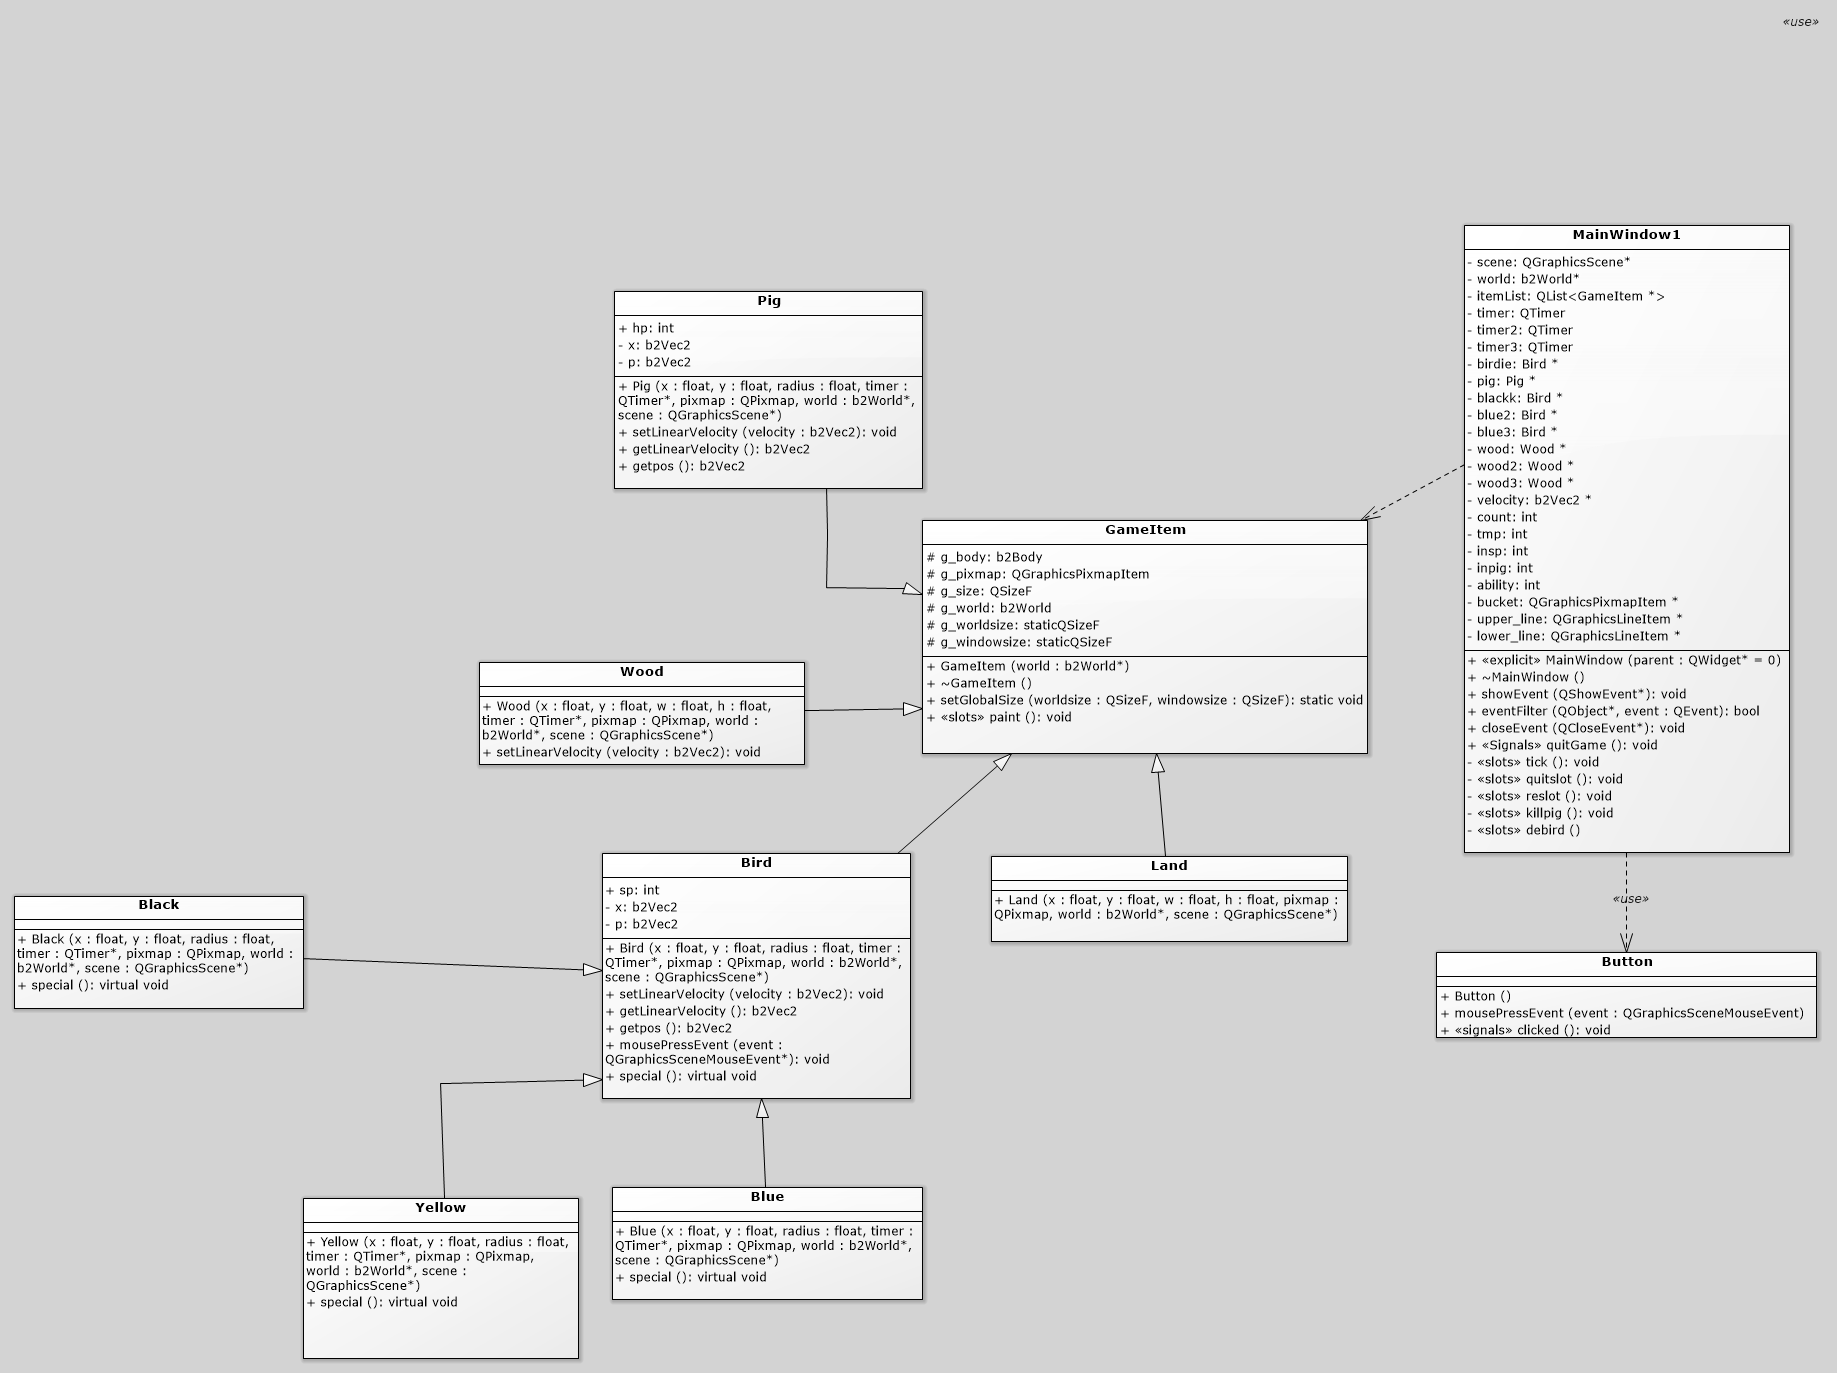 «use»
MainWindow1
- scene: QGraphicsScene*
- world: b2World*
- itemList: QList<GameItem *>
- timer: QTimer
- timer2: QTimer
- timer3: QTimer
- birdie: Bird *
- pig: Pig *
- blackk: Bird *
- blue2: Bird *
- blue3: Bird *
- wood: Wood *
- wood2: Wood *
- wood3: Wood *
- velocity: b2Vec2 *
- count: int
- tmp: int
- insp: int
- inpig: int
- ability: int
- bucket: QGraphicsPixmapItem *
- upper_line: QGraphicsLineItem *
- lower_line: QGraphicsLineItem *
+ «explicit» MainWindow (parent : QWidget* = 0)
+ ~MainWindow ()
+ showEvent (QShowEvent*): void
+ eventFilter (QObject*, event : QEvent): bool
+ closeEvent (QCloseEvent*): void
+ «Signals» quitGame (): void
- «slots» tick (): void
- «slots» quitslot (): void
- «slots» reslot (): void
- «slots» killpig (): void
- «slots» debird ()
Pig
+ hp: int
- x: b2Vec2
- p: b2Vec2
+ Pig (x : float, y : float, radius : float, timer :
QTimer*, pixmap : QPixmap, world : b2World*,
scene : QGraphicsScene*)
+ setLinearVelocity (velocity : b2Vec2): void
+ getLinearVelocity (): b2Vec2
+ getpos (): b2Vec2
GameItem
# g_body: b2Body
# g_pixmap: QGraphicsPixmapItem
# g_size: QSizeF
# g_world: b2World
# g_worldsize: staticQSizeF
# g_windowsize: staticQSizeF
+ GameItem (world : b2World*)
+ ~GameItem ()
+ setGlobalSize (worldsize : QSizeF, windowsize : QSizeF): static void
+ «slots» paint (): void
Wood
+ Wood (x : float, y : float, w : float, h : float,
timer : QTimer*, pixmap : QPixmap, world :
b2World*, scene : QGraphicsScene*)
+ setLinearVelocity (velocity : b2Vec2): void
Bird
+ sp: int
- x: b2Vec2
- p: b2Vec2
+ Bird (x : float, y : float, radius : float, timer :
QTimer*, pixmap : QPixmap, world : b2World*,
scene : QGraphicsScene*)
+ setLinearVelocity (velocity : b2Vec2): void
+ getLinearVelocity (): b2Vec2
+ getpos (): b2Vec2
+ mousePressEvent (event :
QGraphicsSceneMouseEvent*): void
+ special (): virtual void
Land
+ Land (x : float, y : float, w : float, h : float, pixmap :
QPixmap, world : b2World*, scene : QGraphicsScene*)
Black
+ Black (x : float, y : float, radius : float,
timer : QTimer*, pixmap : QPixmap, world :
b2World*, scene : QGraphicsScene*)
+ special (): virtual void
«use»
Button
+ Button ()
+ mousePressEvent (event : QGraphicsSceneMouseEvent)
+ «signals» clicked (): void
Yellow
+ Yellow (x : float, y : float, radius : float,
timer : QTimer*, pixmap : QPixmap,
world : b2World*, scene :
QGraphicsScene*)
+ special (): virtual void
Blue
+ Blue (x : float, y : float, radius : float, timer :
QTimer*, pixmap : QPixmap, world : b2World*,
scene : QGraphicsScene*)
+ special (): virtual void